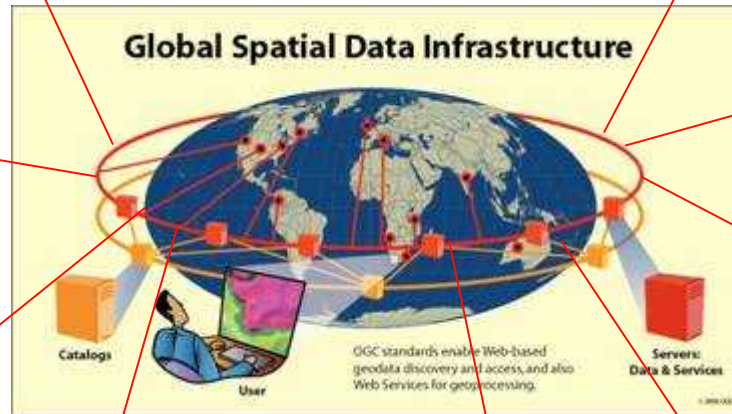 Global Spatial Data Infrastructure
Catalogs
User
OGC standards enable Web-based
geodata discovery and access, and also
Web Services for geoprocessing.
Servers:
Data & Services